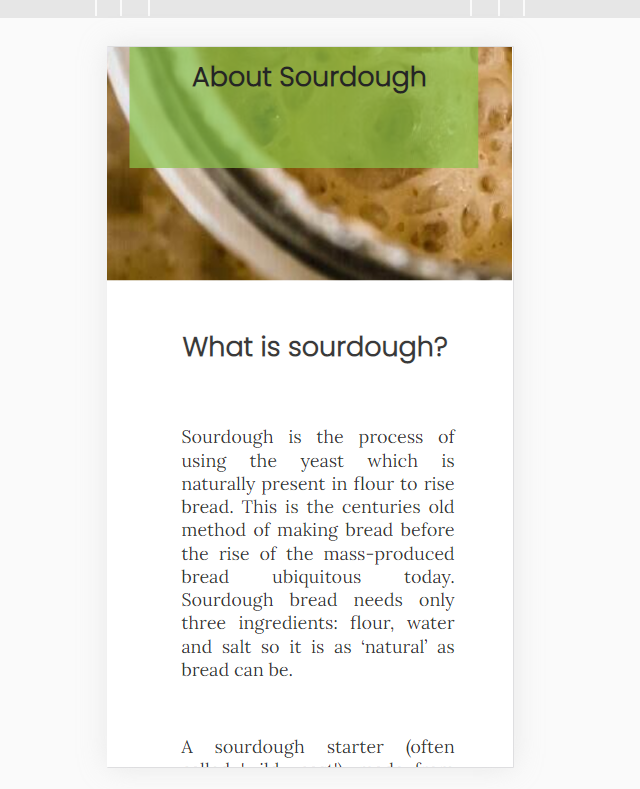 About Sourdough
What is sourdough?
Sourdough is the process of
using the yeast which is
naturally present in flour to rise
bread. This is the centuries old
method of making bread before
the rise of the mass-produced
bread ubiquitous today.
Sourdough bread needs only
three ingredients: flour, water
and salt so it is as ‘natural’ as
bread can be.
A sourdough starter (often